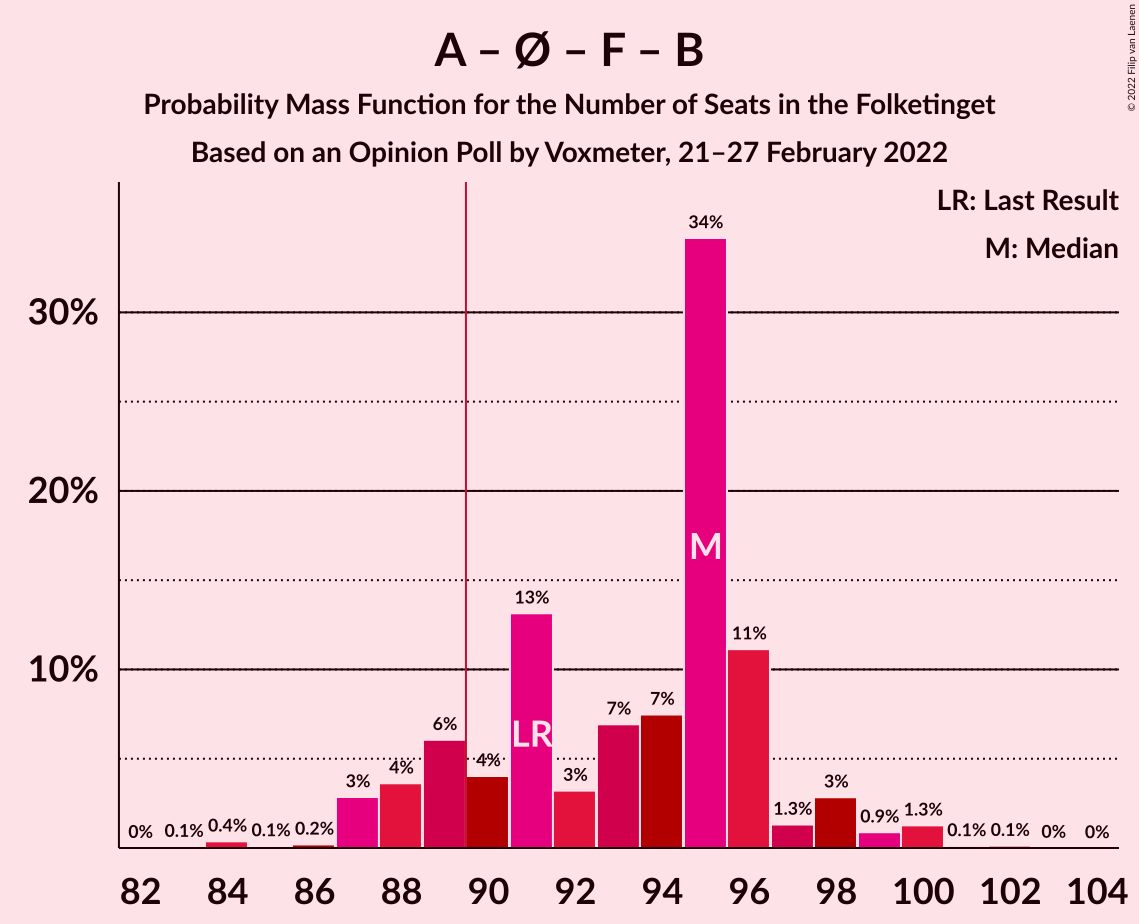 A – Ø – F – B
Probability Mass Function for the Number of Seats in the Folketinget
Based on an Opinion Poll by Voxmeter, 21–27 February 2022
© 2022 Filip van Laenen
LR: Last Result
M: Median
34%
30%
20%
M
13%
11%
10%
7%
7%
LR
6%
4%
4%
3%
3%
3%
1.3%
0.9%
1.3%
0%
0.1%
0.4%
0.1%
0.2%
0.1%
0.1%
0%
0%
82 84 86 88 90 92 94 96 98 100 102 104